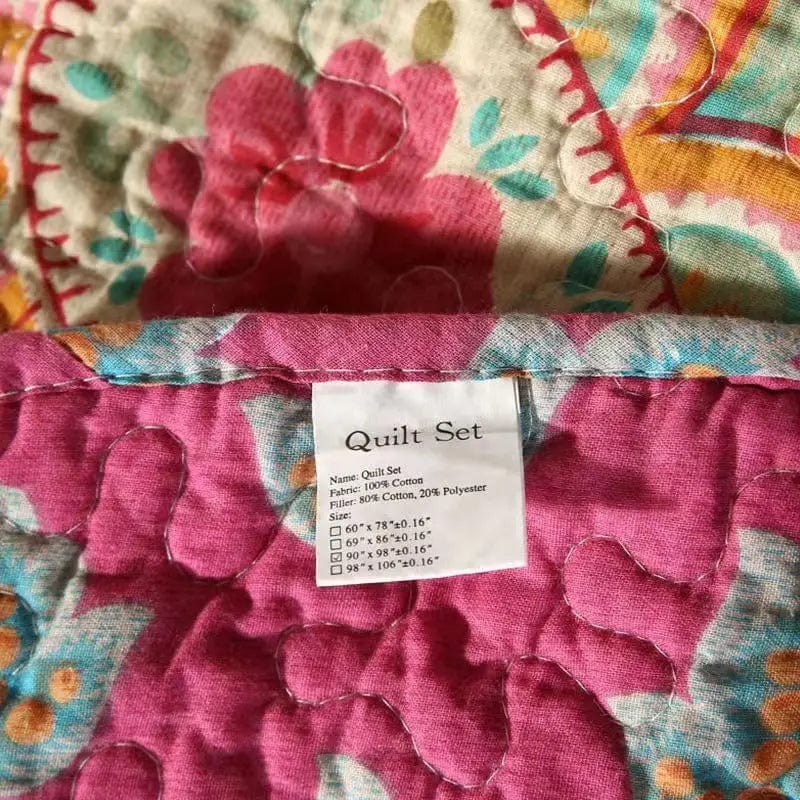 Quilt Set
Name: Quilt Set
Fabric: 100% Cotton
Filler: 80% Cotton, 20% Polyester
Size:
☐ 60"x 78"±0.16"
☐ 69"x 86"±0.16"
☑ 90"x 98"±0.16"
☐ 98"x 106"±0.16"